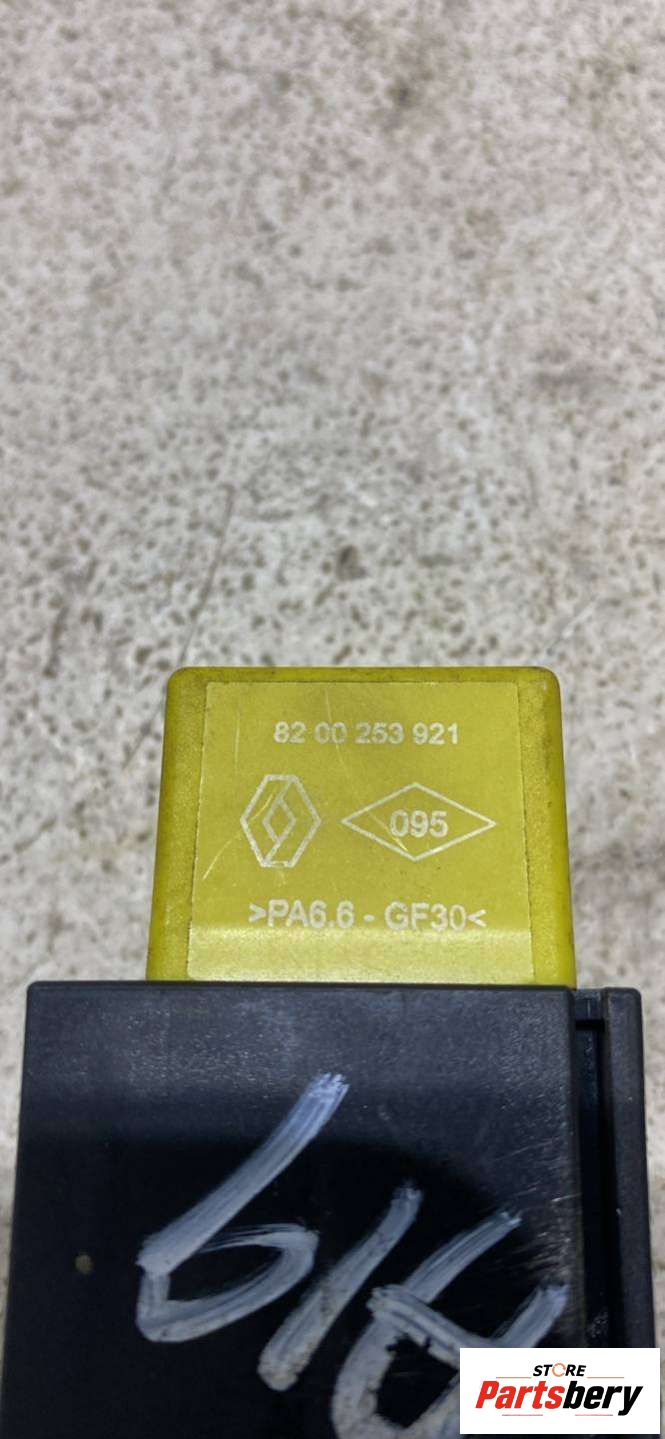 82 00 253 921
095
>PA6.6 - GF30<
STORE
Partsbery